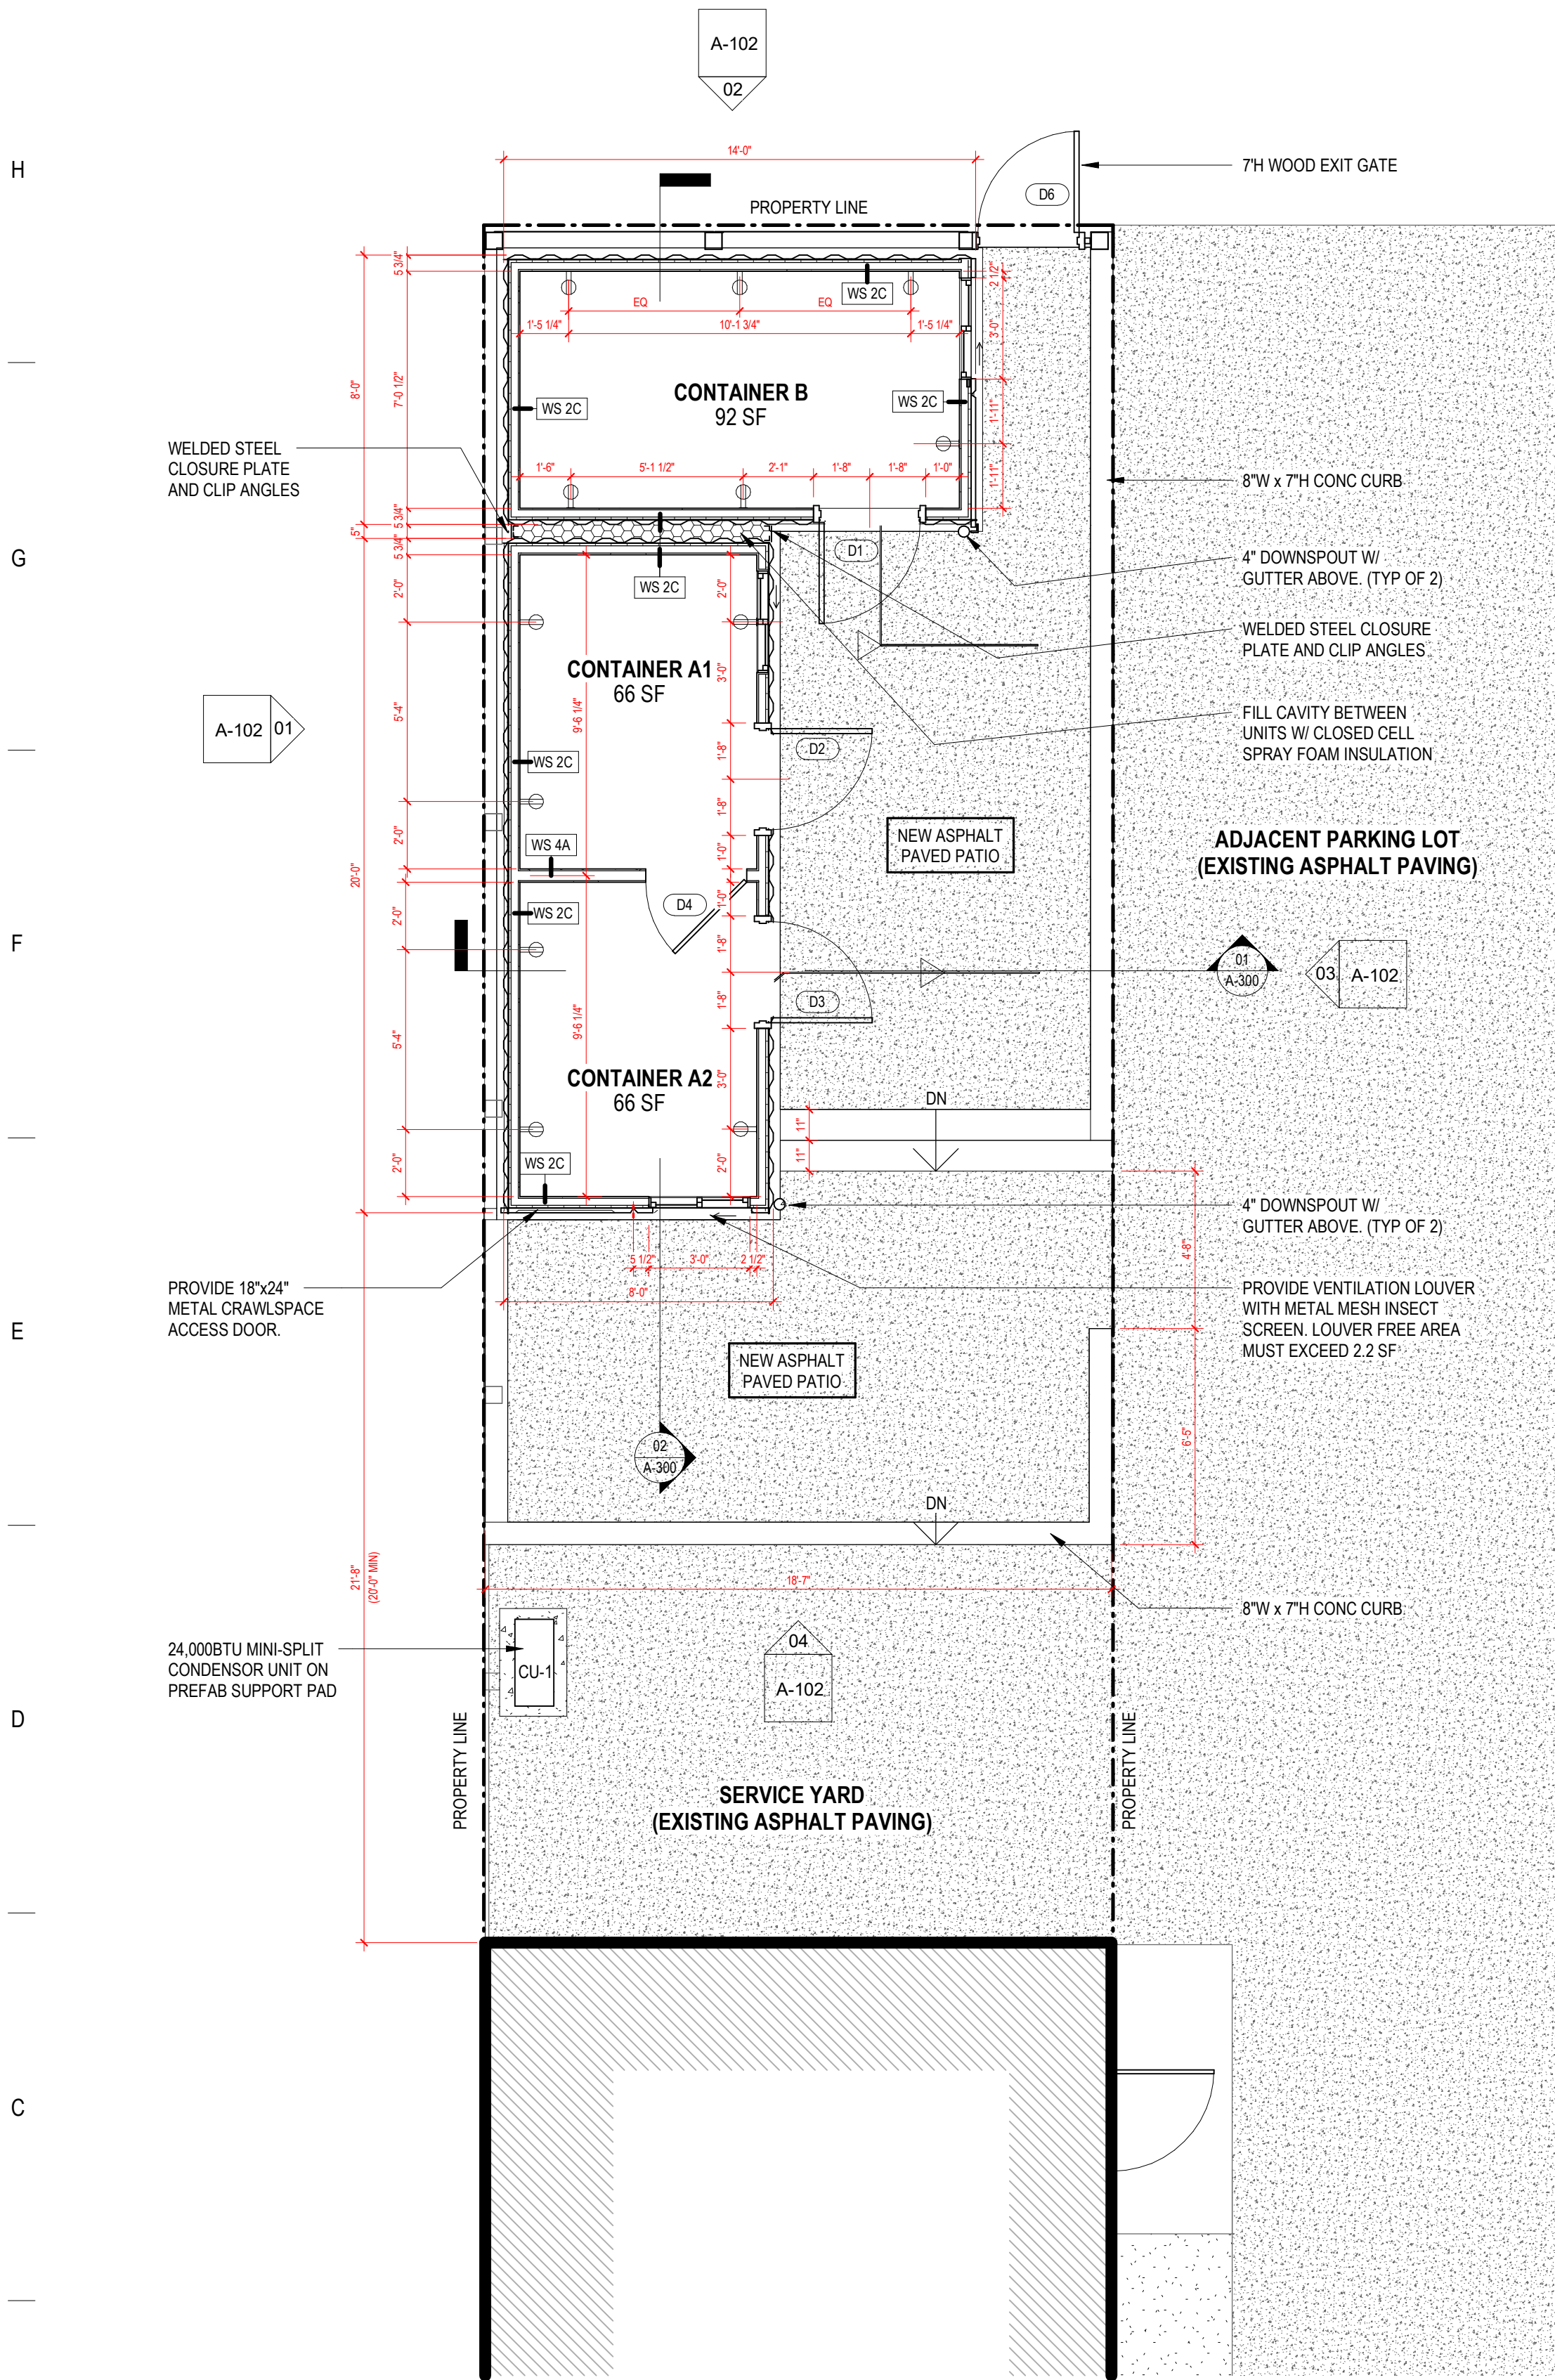 A-102
02
H
14'-0"
7'H WOOD EXIT GATE
D6
PROPERTY LINE
5 3/4"
2 1/2"
WS 2C
EQ
EQ
1'-5 1/4"
10'-1 3/4"
1'-5 1/4"
3'-0"
8'-0"
7'-0 1/2"
CONTAINER B
92 SF
WS 2C
WS 2C
1'-11"
WELDED STEEL
CLOSURE PLATE
AND CLIP ANGLES
1'-6"
5'-1 1/2"
2'-1"
1'-8"
1'-8"
1'-0"
1'-11"
8"W x 7"H CONC CURB
5 3/4"
5"
5 3/4"
G
D1
4" DOWNSPOUT W/
GUTTER ABOVE. (TYP OF 2)
WS 2C
2'-0"
2'-0"
WELDED STEEL CLOSURE
PLATE AND CLIP ANGLES
CONTAINER A1
66 SF
3'-0"
5'-4"
9'-6 1/4"
FILL CAVITY BETWEEN
UNITS W/ CLOSED CELL
SPRAY FOAM INSULATION
A-102
01
D2
1'-8"
WS 2C
1'-8"
NEW ASPHALT
PAVED PATIO
ADJACENT PARKING LOT
(EXISTING ASPHALT PAVING)
2'-0"
WS 4A
1'-0"
20'-0"
D4
1'-0"
2'-0"
WS 2C
F
1'-8"
01
A-300
03
A-102
1'-8"
D3
5'-4"
9'-6 1/4"
CONTAINER A2
66 SF
3'-0"
DN
11"
11"
2'-0"
WS 2C
2'-0"
4" DOWNSPOUT W/
GUTTER ABOVE. (TYP OF 2)
4'-8"
5 1/2"
3'-0"
2 1/2"
8'-0"
PROVIDE 18"x24"
METAL CRAWLSPACE
ACCESS DOOR.
PROVIDE VENTILATION LOUVER
WITH METAL MESH INSECT
SCREEN. LOUVER FREE AREA
MUST EXCEED 2.2 SF
E
NEW ASPHALT
PAVED PATIO
6'-5"
02
A-300
DN
21'-8"
(20'-0" MIN)
18'-7"
8"W x 7"H CONC CURB
24,000BTU MINI-SPLIT
CONDENSOR UNIT ON
PREFAB SUPPORT PAD
CU-1
04
A-102
D
PROPERTY LINE
PROPERTY LINE
SERVICE YARD
(EXISTING ASPHALT PAVING)
C